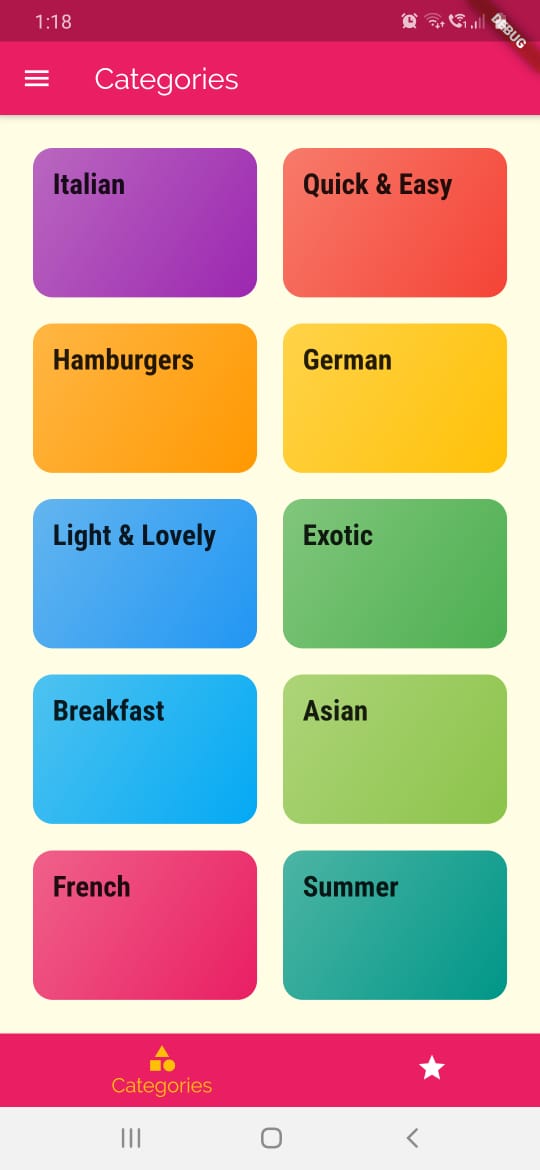 1:18
DEBUG
Categories
Italian
Quick & Easy
Hamburgers
German
Light & Lovely
Exotic
Breakfast
Asian
French
Summer
Categories